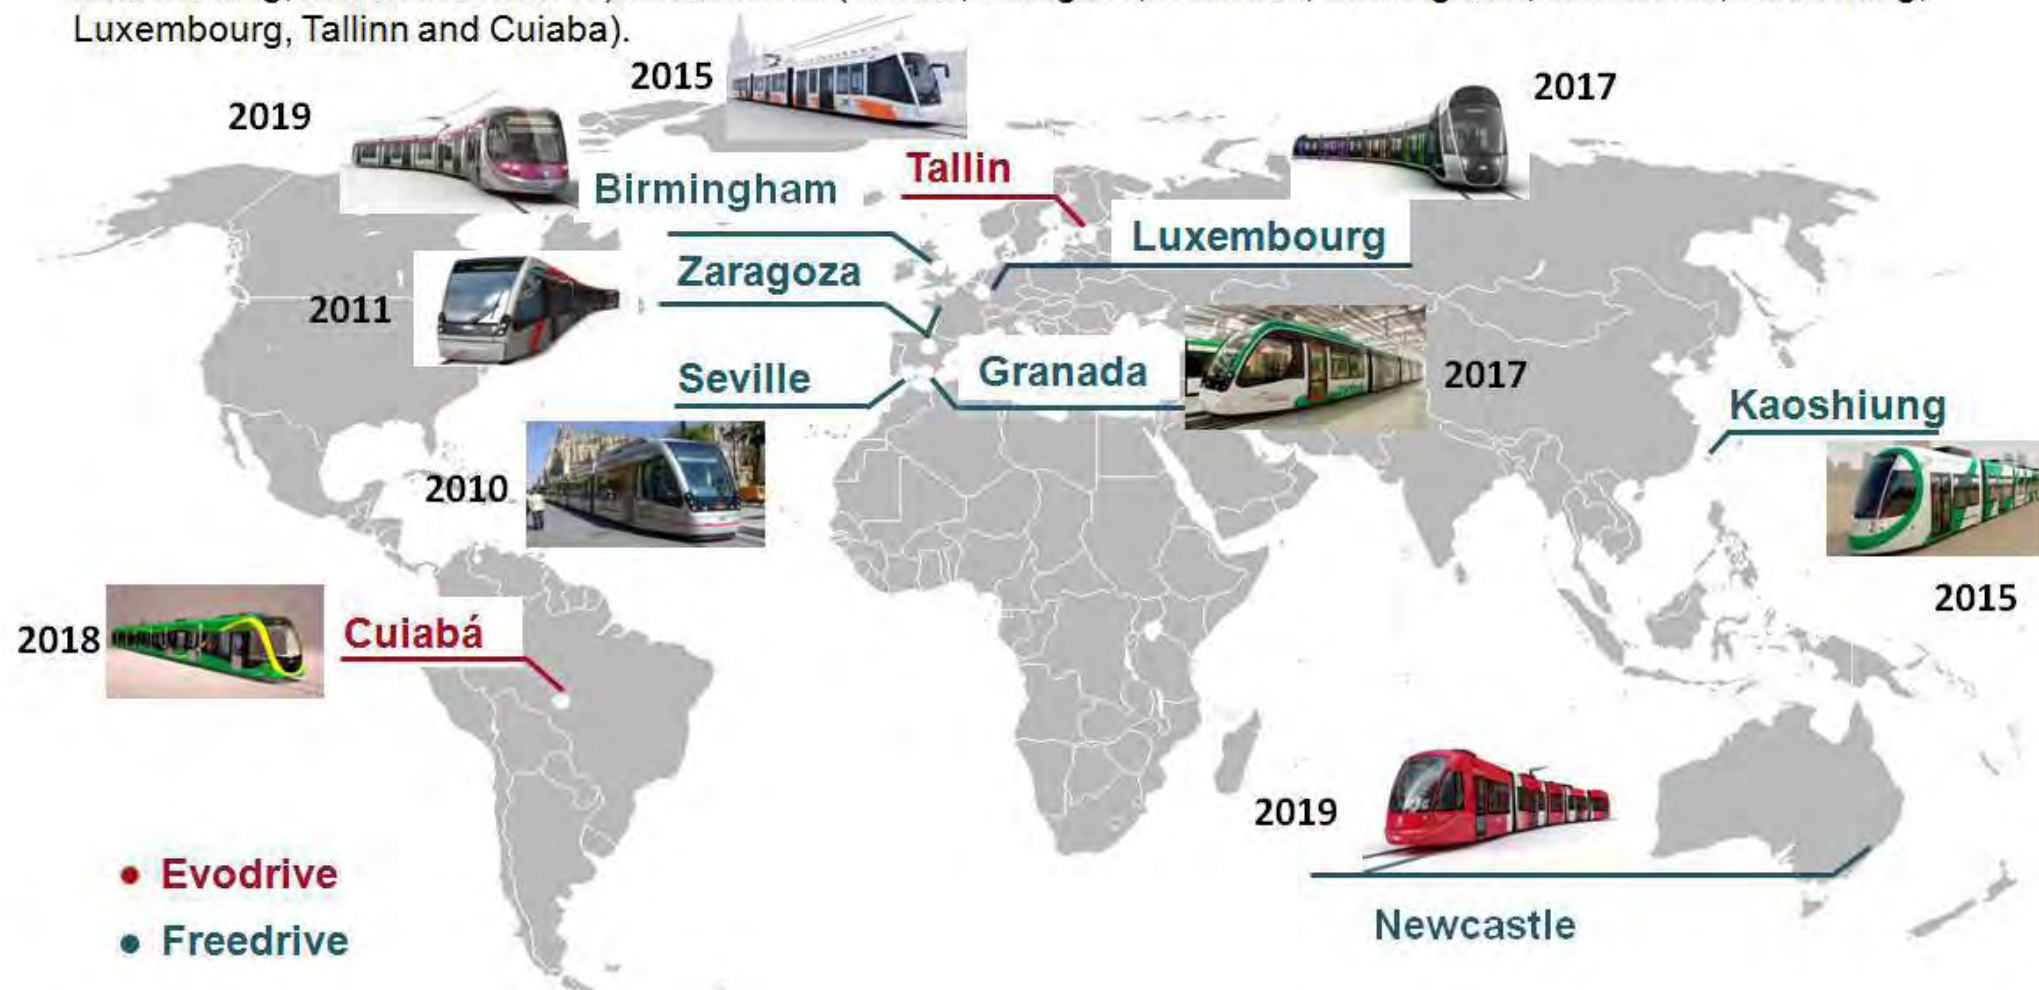 Luxembourg, Tallinn and Cuiaba).
2015
2017
2019
Tallin
Birmingham
Luxembourg
Zaragoza
2011
Granada
2017
Seville
Kaoshiung
2010
2015
2018
Cuiabá
2019
• Evodrive
Newcastle
• Freedrive